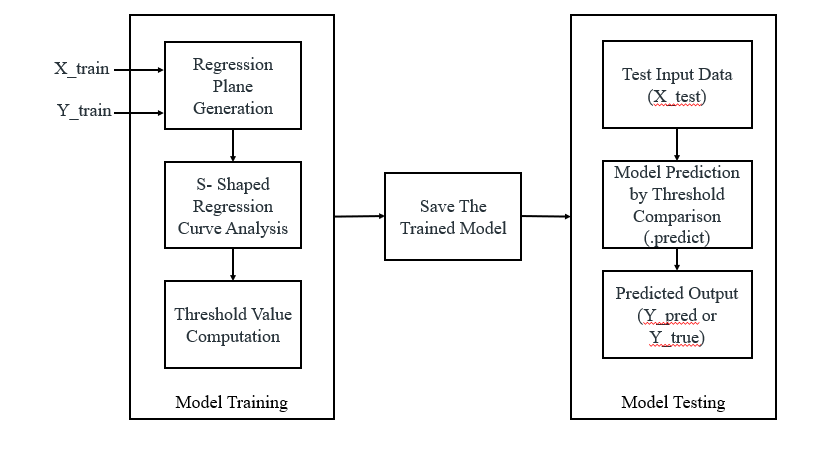 X_train
Y_train
Regression
Plane
Generation
S- Shaped
Regression
Curve Analysis
Threshold Value
Computation
Model Training
Save The
Trained Model
Test Input Data
(X_test)
Model Prediction
by Threshold
Comparison
(.predict)
Predicted Output
(Y_pred or
Y_true)
Model Testing